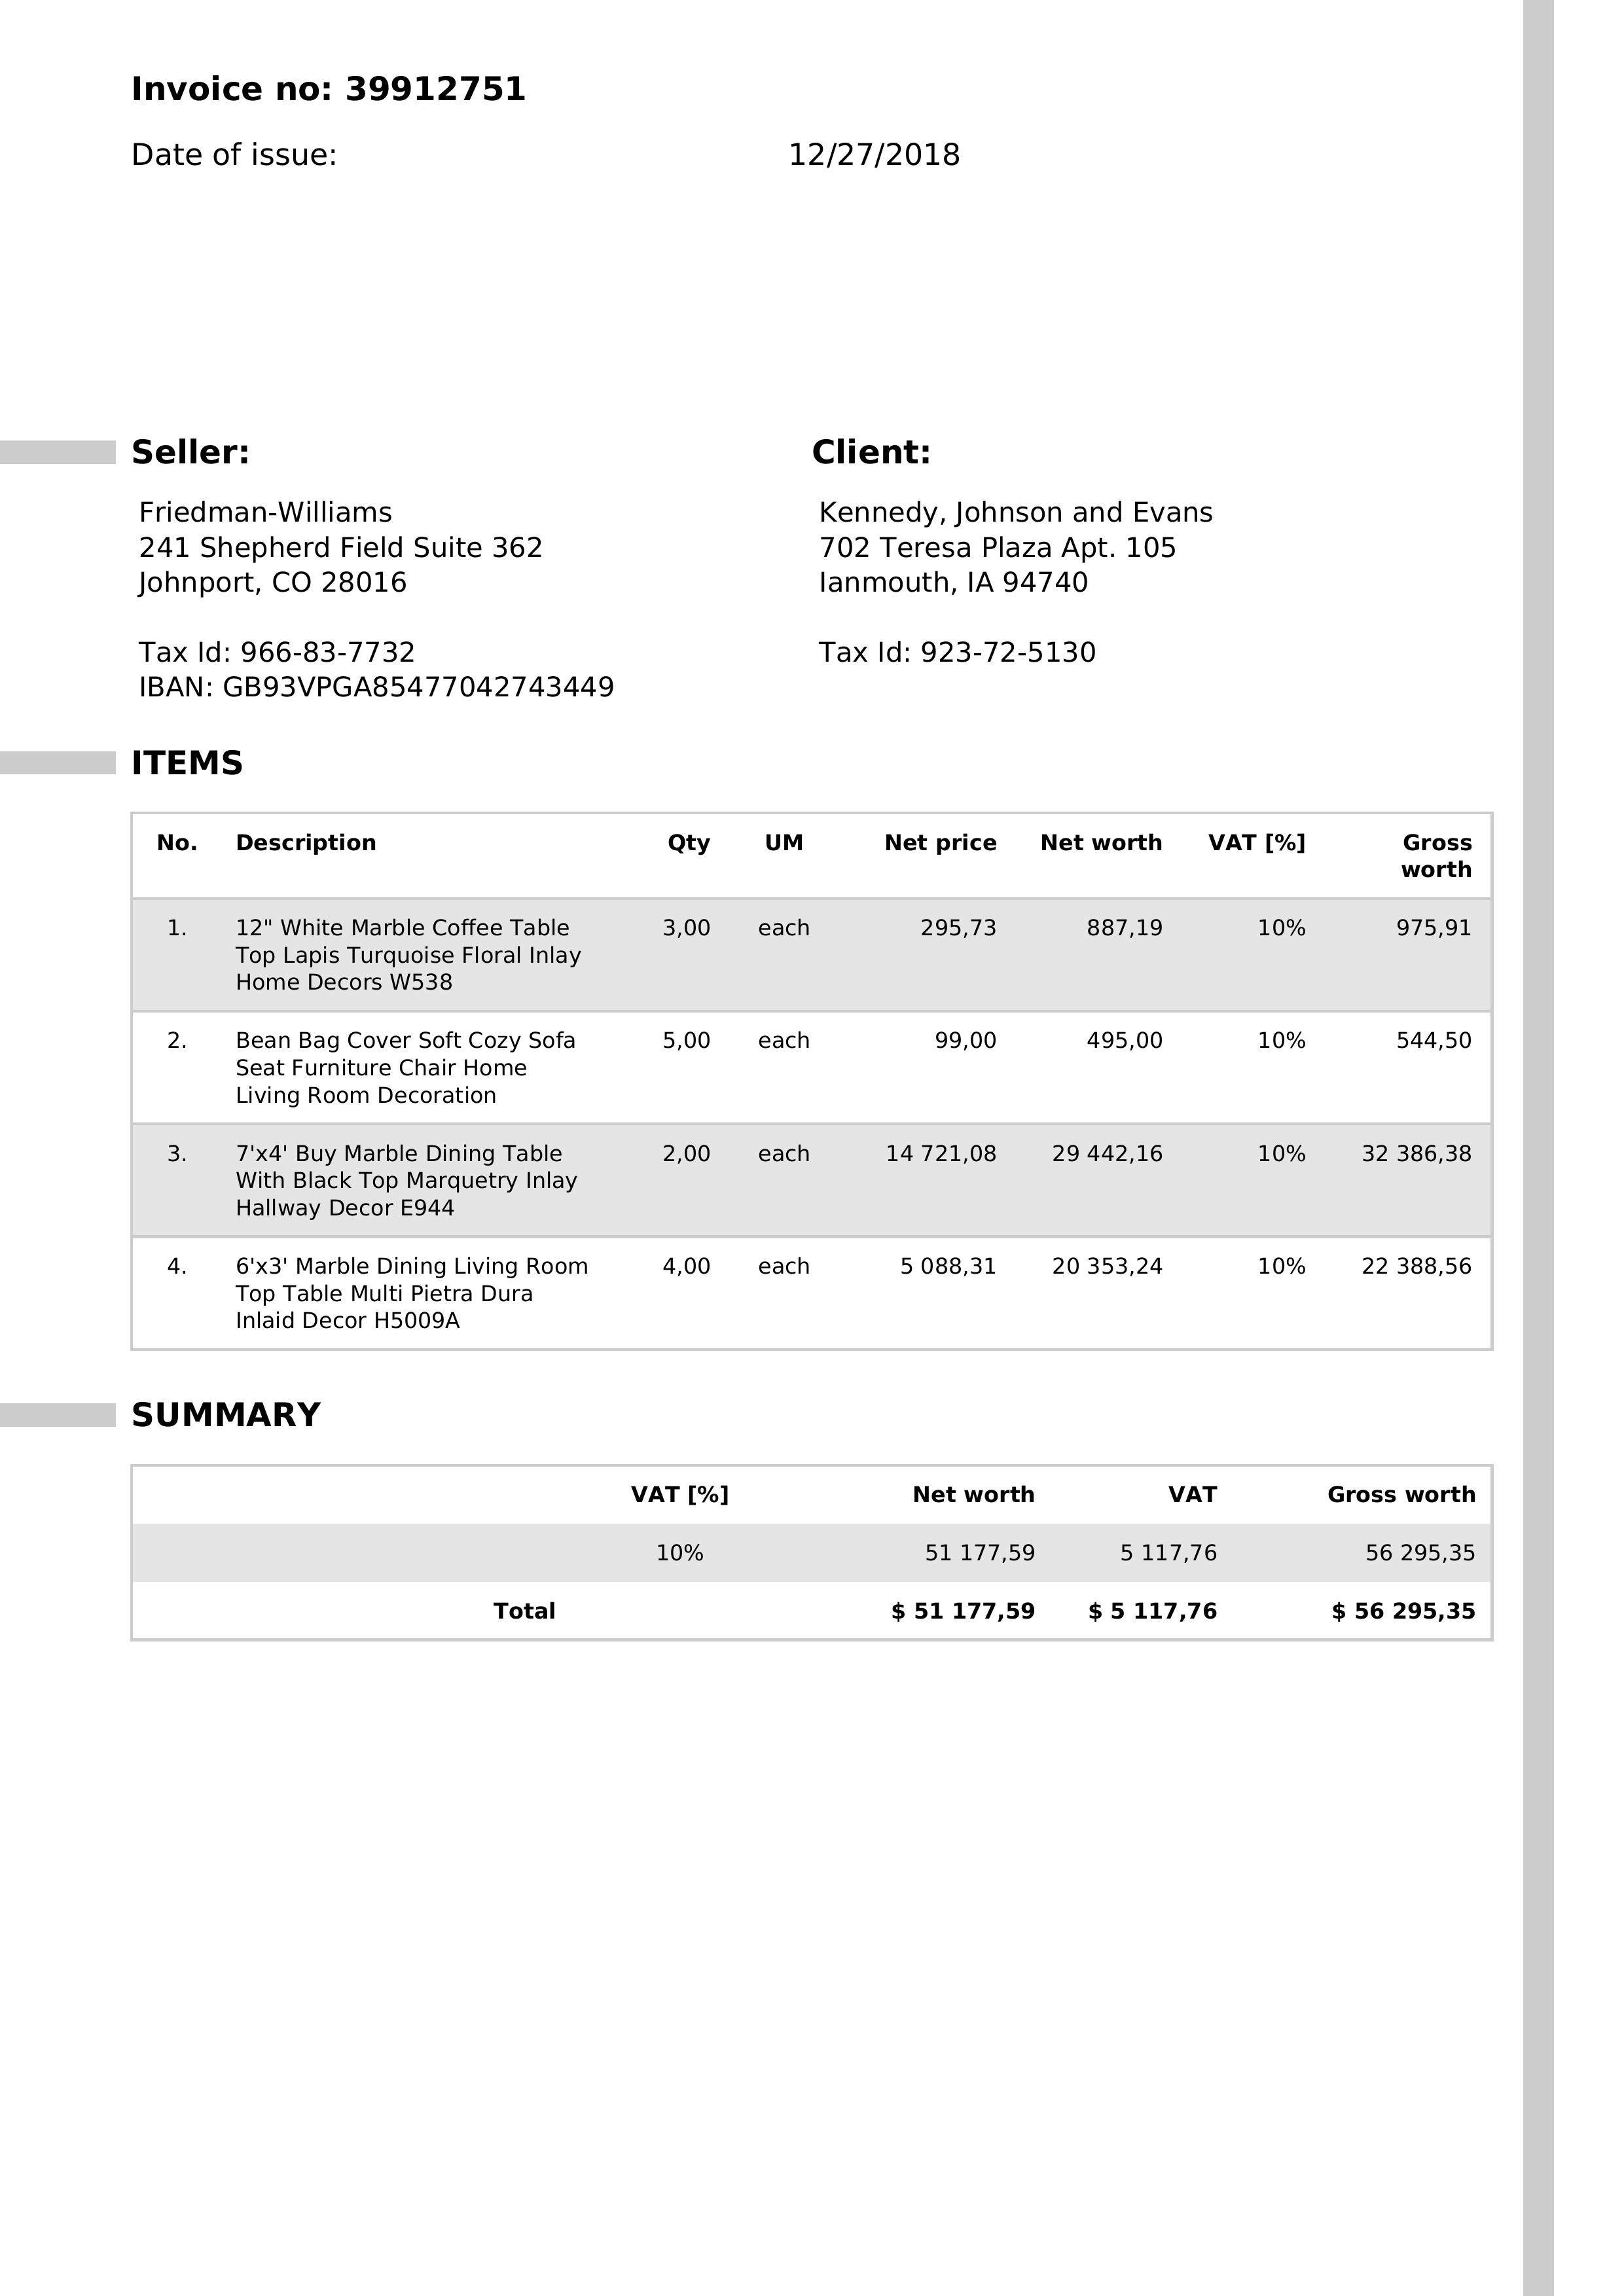 Invoice no: 39912751
Date of issue: 12/27/2018
Seller:
Friedman-Williams
241 Shepherd Field Suite 362
Johnport, CO 28016
Tax Id: 966-83-7732
IBAN: GB93VPGA85477042743449
Client:
Kennedy, Johnson and Evans
702 Teresa Plaza Apt. 105
Ianmouth, IA 94740
Tax Id: 923-72-5130
ITEMS
No. Description Qty UM Net price Net worth VAT [%] Gross
worth
1. 12" White Marble Coffee Table 3,00 each 295,73 887,19 10% 975,91
Top Lapis Turquoise Floral Inlay
Home Decors W538
2. Bean Bag Cover Soft Cozy Sofa 5,00 each 99,00 495,00 10% 544,50
Seat Furniture Chair Home
Living Room Decoration
3. 7'x4' Buy Marble Dining Table 2,00 each 14 721,08 29 442,16 10% 32 386,38
With Black Top Marquetry Inlay
Hallway Decor E944
4. 6'x3' Marble Dining Living Room 4,00 each 5 088,31 20 353,24 10% 22 388,56
Top Table Multi Pietra Dura
Inlaid Decor H5009A
SUMMARY
VAT [%] Net worth VAT Gross worth
10% 51 177,59 5 117,76 56 295,35
Total $ 51 177,59 $ 5 117,76 $ 56 295,35